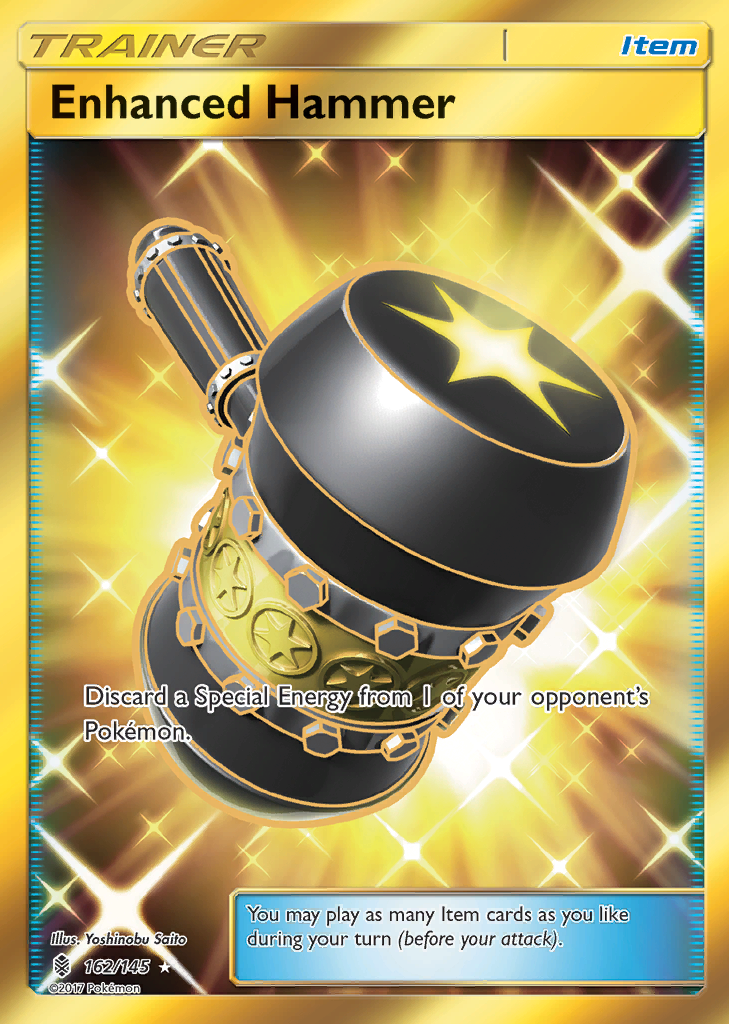 TRAINER
Item
Enhanced Hammer
Discard a Special Energy from 1 of your opponent's
Pokémon.
You may play as many Item cards as you like
during your turn (before your attack).
Illus. Yoshinobu Saito
162/145 ★
©2017 Pokémon